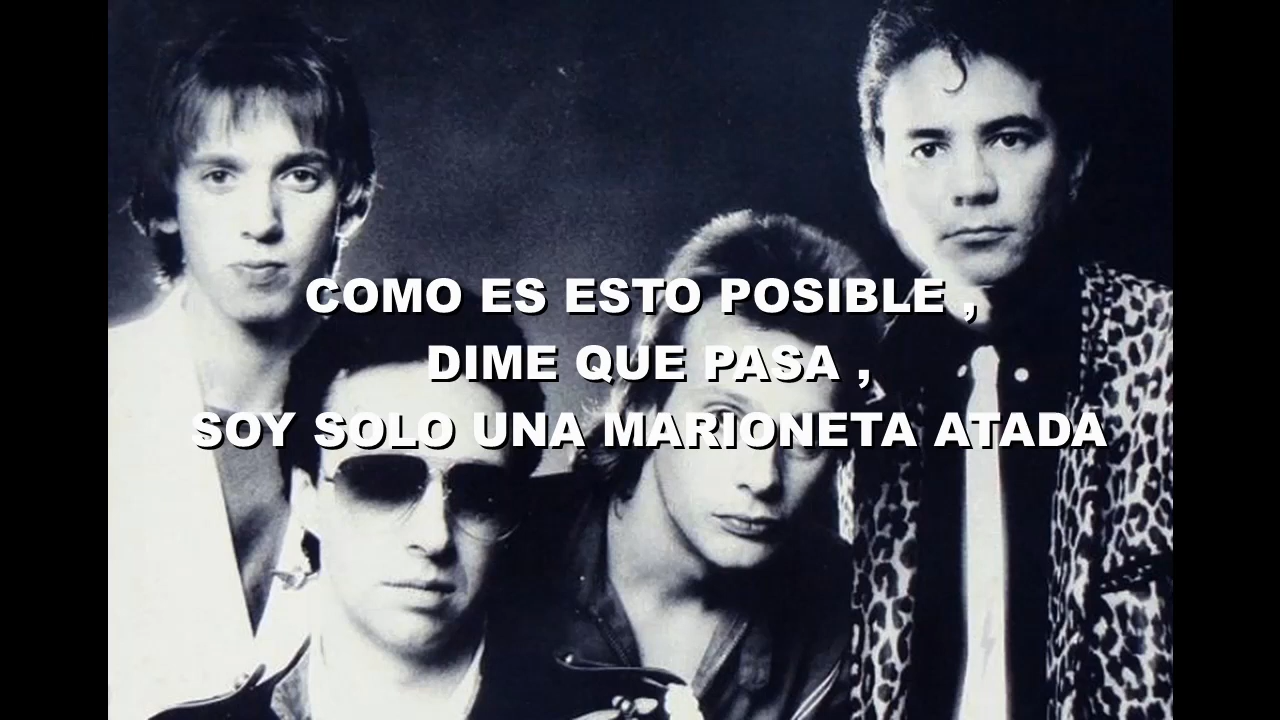 COMO ES ESTO POSIBLE ,
DIME QUE PASA ,
SOY SOLO UNA MARIONETA ATADA